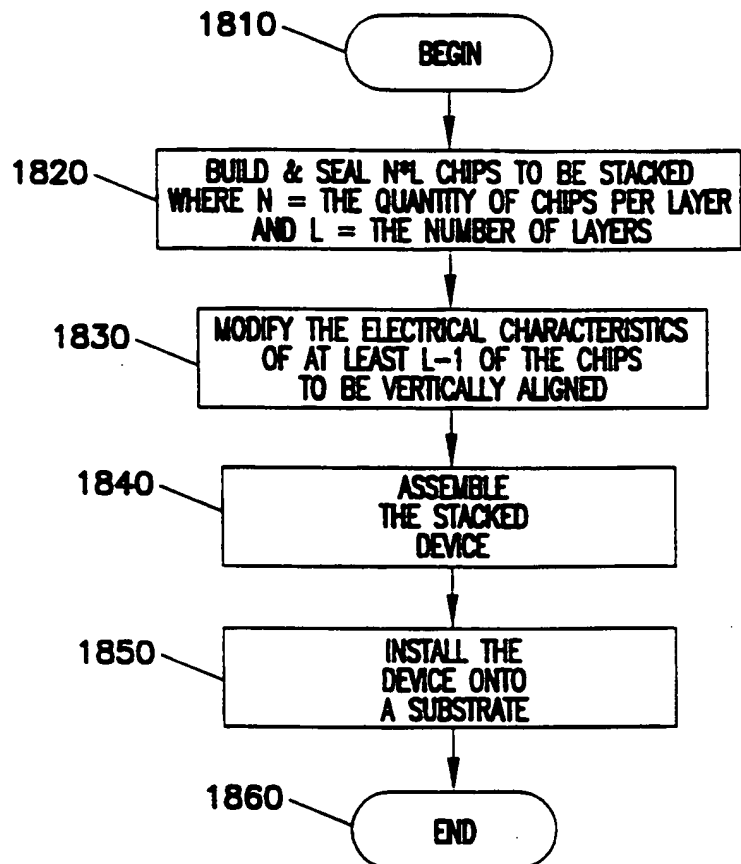 1810
BEGIN
1820
BUILD & SEAL N*L CHIPS TO BE STACKED
WHERE N = THE QUANTITY OF CHIPS PER LAYER
AND L = THE NUMBER OF LAYERS
1830
MODIFY THE ELECTRICAL CHARACTERISTICS
OF AT LEAST L-1 OF THE CHIPS
TO BE VERTICALLY ALIGNED
1840
ASSEMBLE
THE STACKED
DEVICE
1850
INSTALL THE
DEVICE ONTO
A SUBSTRATE
1860
END